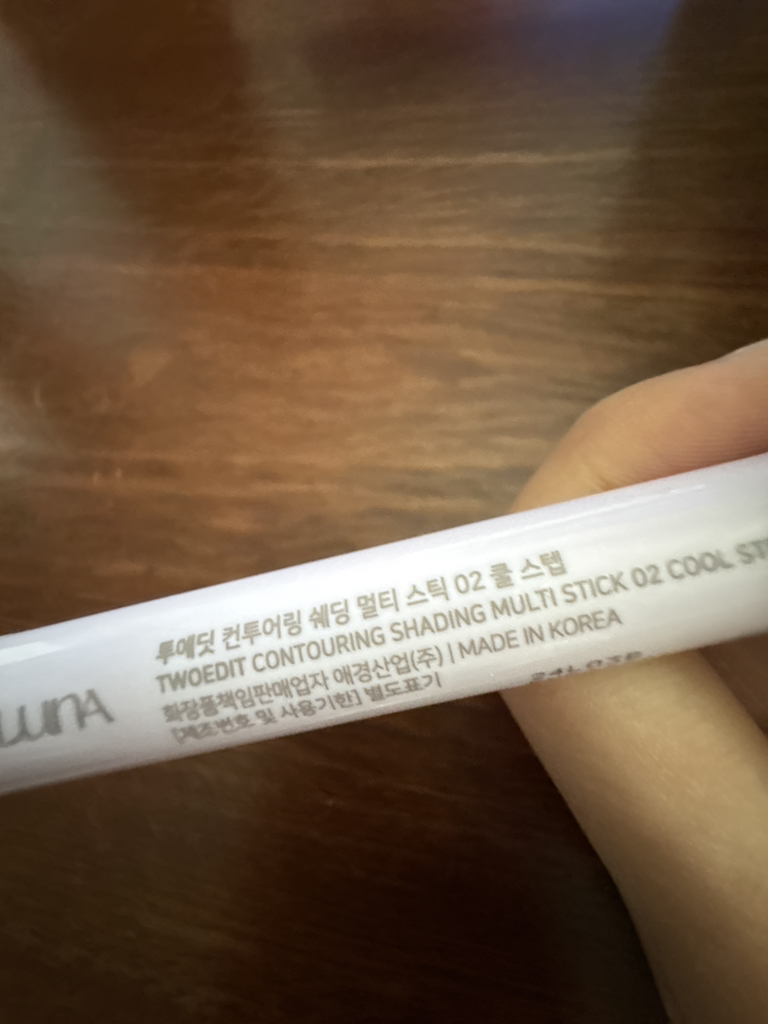 LUNA
투에딧 컨투어링 쉐딩 멀티 스틱 02 쿨 스텝
TWOEDIT CONTOURING SHADING MULTI STICK 02 COOL
화장품책임판매업자 애경산업(주) | MADE IN KOREA
[제조번호 및 사용기한] 별도표기